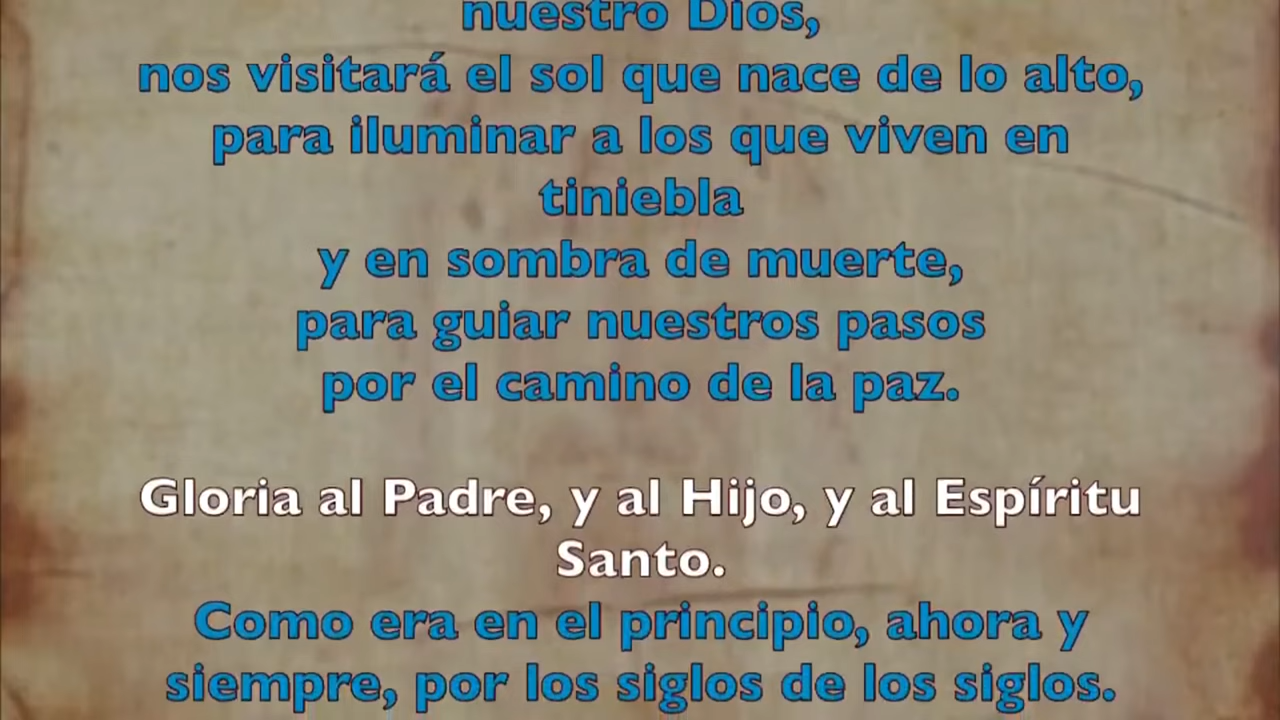 nuestro Dios,
nos visitará el sol que nace de lo alto,
para iluminar a los que viven en
tiniebla
y en sombra de muerte,
para guiar nuestros pasos
por el camino de la paz.
Gloria al Padre, y al Hijo, y al Espíritu
Santo.
Como era en el principio, ahora y
siempre, por los siglos de los siglos.